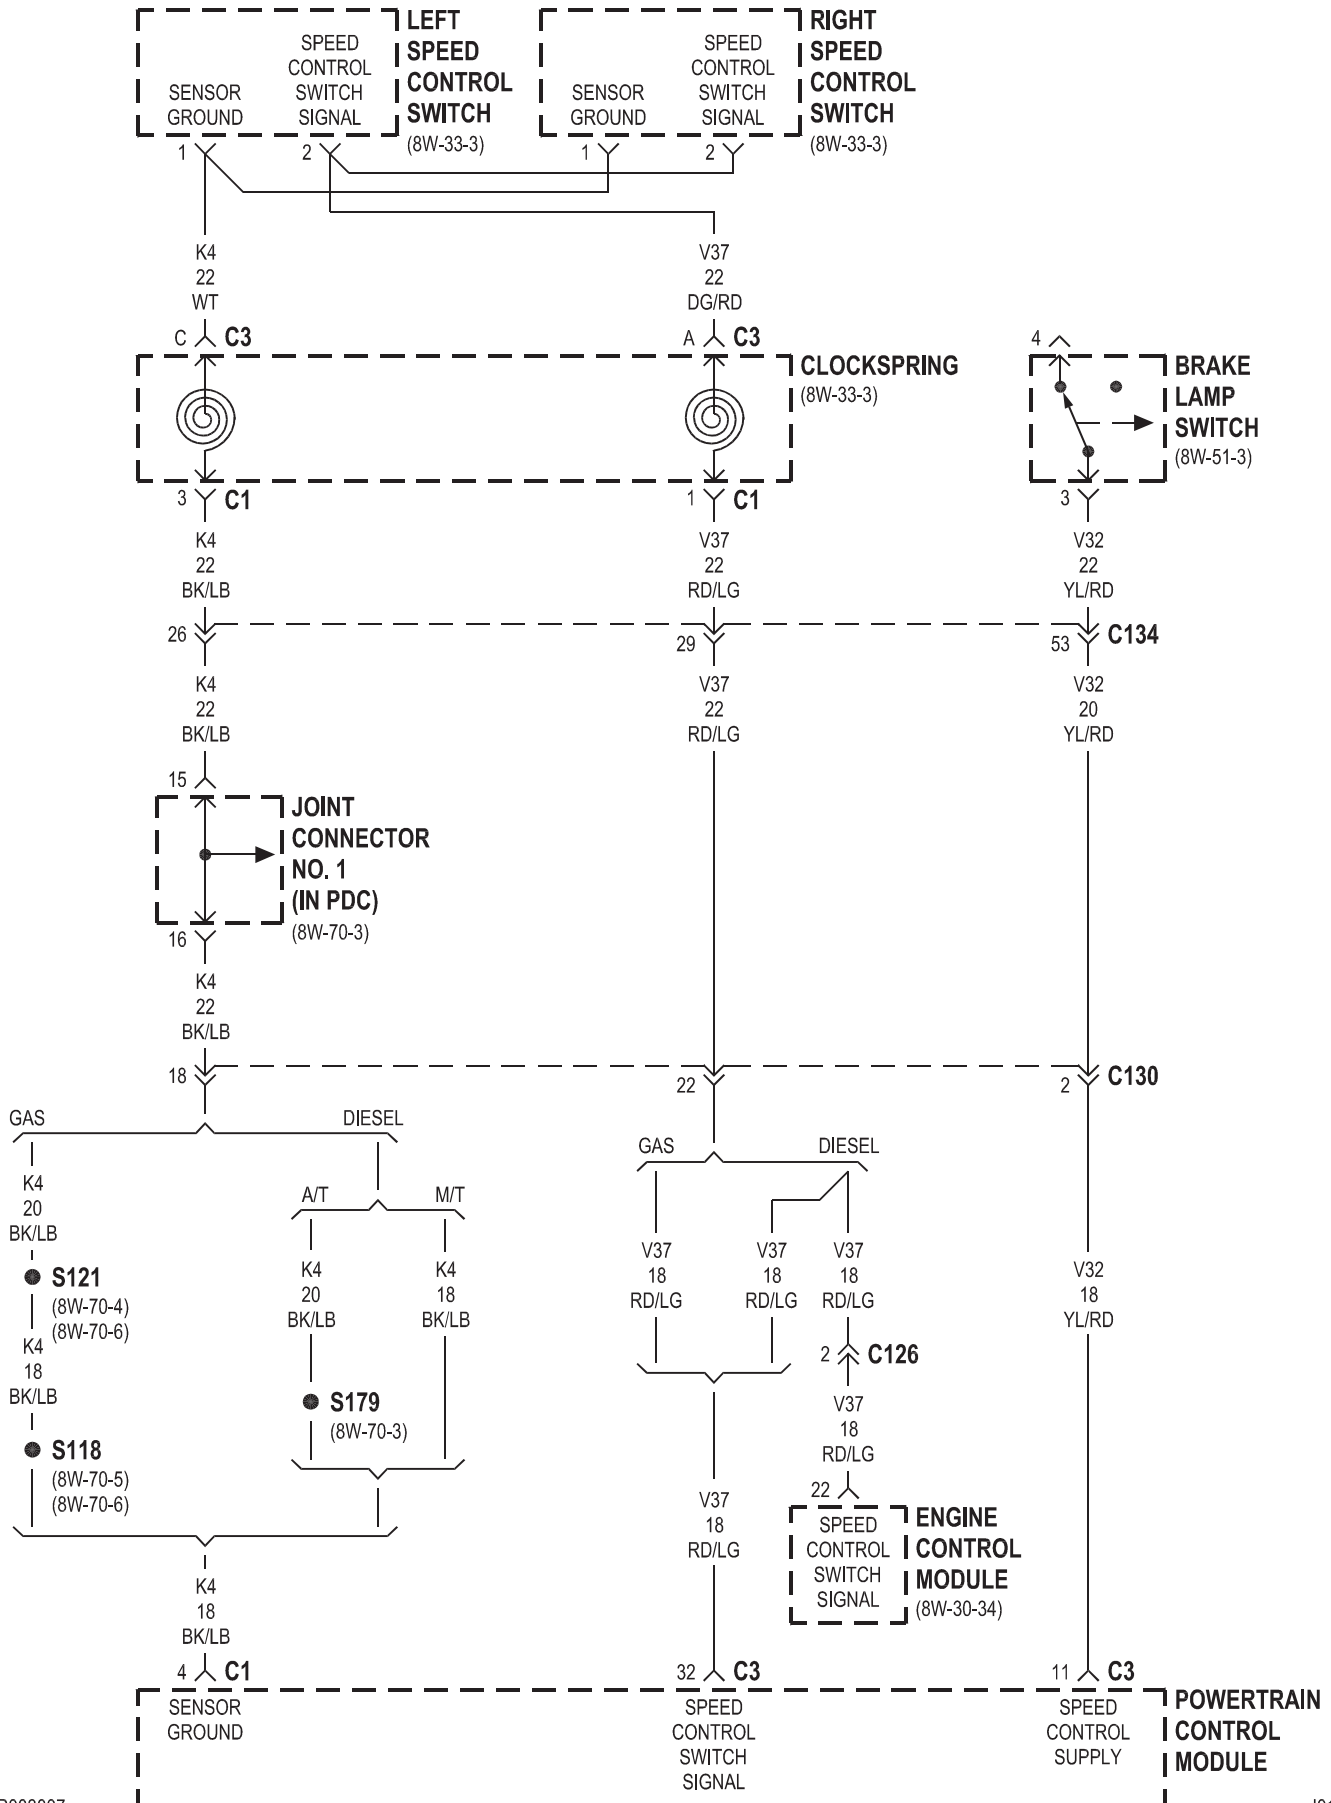 LEFT
SPEED
CONTROL
SWITCH
(8W-33-3)
SENSOR
GROUND
SPEED
CONTROL
SWITCH
SIGNAL
RIGHT
SPEED
CONTROL
SWITCH
(8W-33-3)
SENSOR
GROUND
SPEED
CONTROL
SWITCH
SIGNAL
1
2
1
2
K4
22
WT
V37
22
DG/RD
C C3
A C3
4
CLOCKSPRING
(8W-33-3)
BRAKE
LAMP
SWITCH
(8W-51-3)
3 C1
1 C1
3
K4
22
BK/LB
V37
22
RD/LG
V32
22
YL/RD
26
29
53 C134
K4
22
BK/LB
V37
22
RD/LG
V32
20
YL/RD
15
JOINT
CONNECTOR
NO. 1
(IN PDC)
(8W-70-3)
16
K4
22
BK/LB
18
22
2 C130
GAS
DIESEL
GAS
DIESEL
K4
20
BK/LB
A/T
M/T
S121
(8W-70-4)
(8W-70-6)
K4
18
BK/LB
S118
(8W-70-5)
(8W-70-6)
K4
20
BK/LB
K4
18
BK/LB
S179
(8W-70-3)
V37
18
RD/LG
V37
18
RD/LG
V37
18
RD/LG
V32
18
YL/RD
2 C126
V37
18
RD/LG
22
SPEED
CONTROL
SWITCH
SIGNAL
ENGINE
CONTROL
MODULE
(8W-30-34)
V37
18
RD/LG
K4
18
BK/LB
4 C1
32 C3
11 C3
SENSOR
GROUND
SPEED
CONTROL
SWITCH
SIGNAL
SPEED
CONTROL
SUPPLY
POWERTRAIN
CONTROL
MODULE